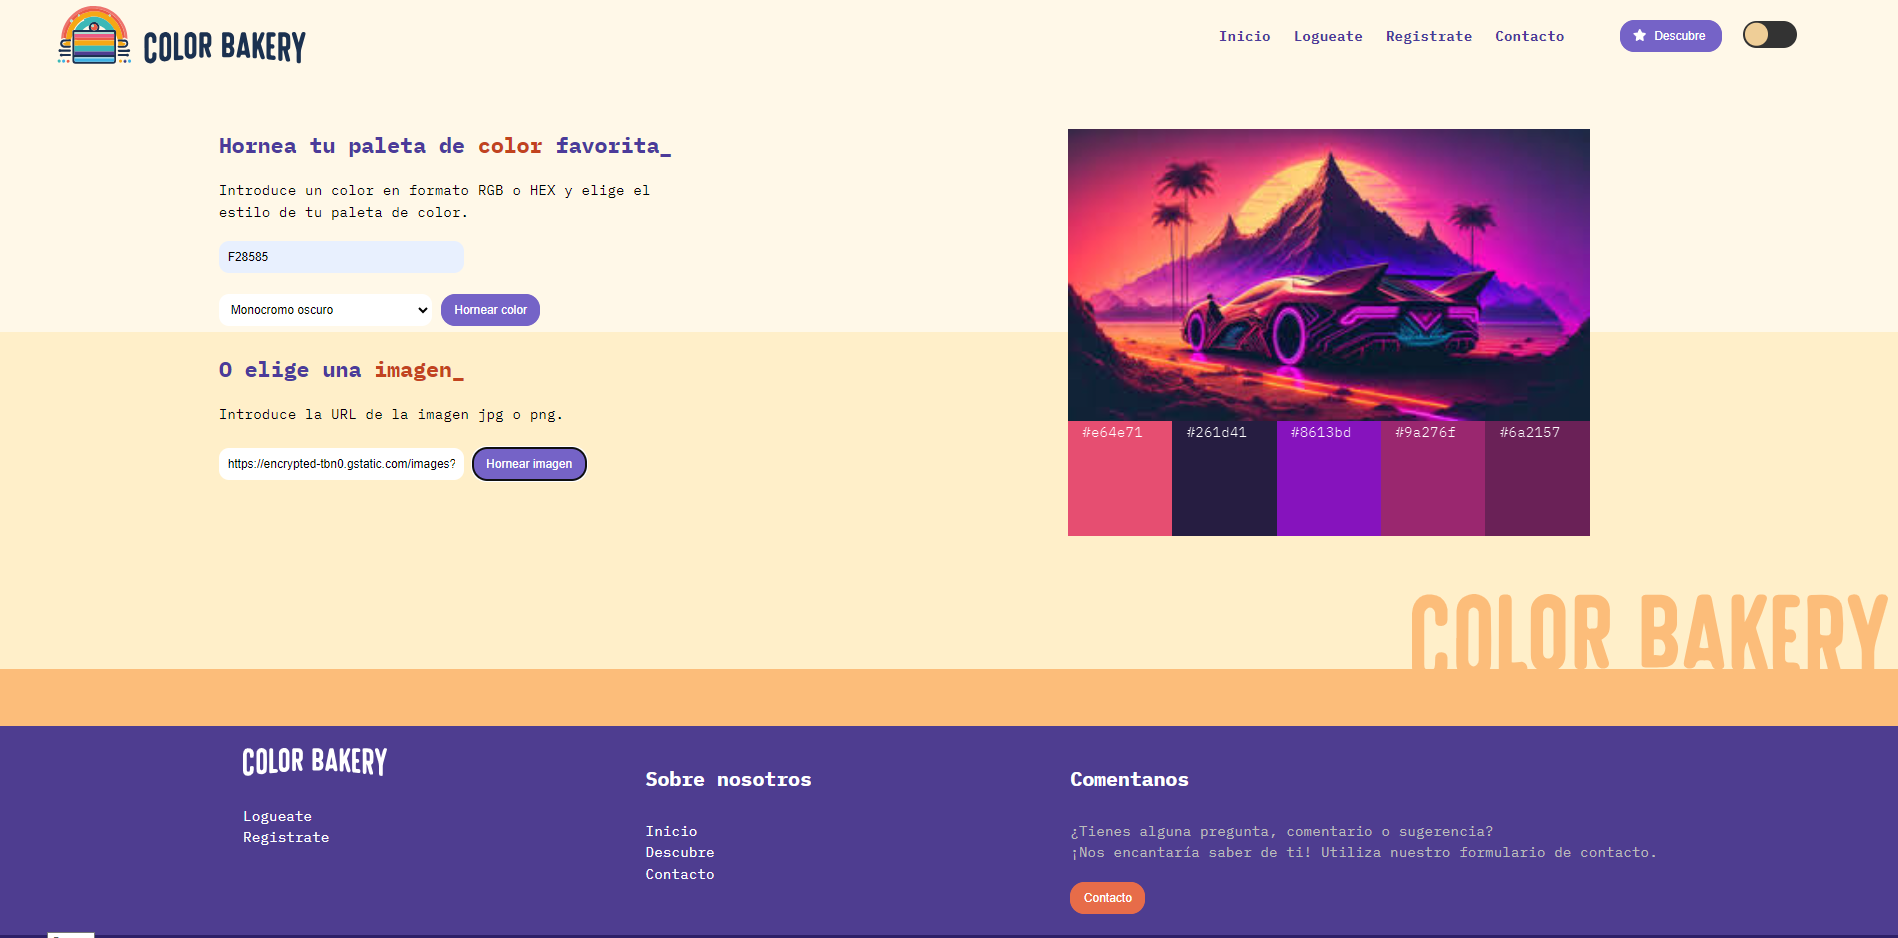 COLOR BAKERY
Inicio Logueate Registrate Contacto Descubre
Hornea tu paleta de color favorita_
Introduce un color en formato RGB o HEX y elige el
estilo de tu paleta de color.
F28585
Monocromo oscuro Hornear color
O elige una imagen_
Introduce la URL de la imagen jpg o png.
https://encrypted-tbn0.gstatic.com/images? Hornear imagen
#e64e71 #261d41 #8613bd #9a276f #6a2157
COLOR BAKERY
COLOR BAKERY
Logueate
Registrate
Sobre nosotros
Inicio
Descubre
Contacto
Comentanos
¿Tienes alguna pregunta, comentario o sugerencia?
¡Nos encantaría saber de ti! Utiliza nuestro formulario de contacto.
Contacto